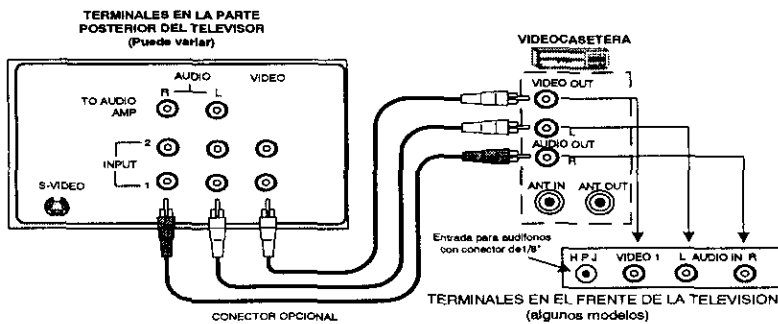 TERMINALES EN LA PARTE
POSTERIOR DEL TELEVISOR
(Puede variar)
AUDIO
VIDEO
R
L
TO AUDIO
AMP
2
INPUT
1
S-VIDEO
CONECTOR OPCIONAL
VIDEOCASETERA
VIDEO OUT
L
AUDIO OUT
R
ANT IN
ANT OUT
Entrada para audífonos
con conector de 1/8"
H P J
VIDEO 1
L AUDIO IN R
TERMINALES EN EL FRENTE DE LA TELEVISION
(algunos modelos)